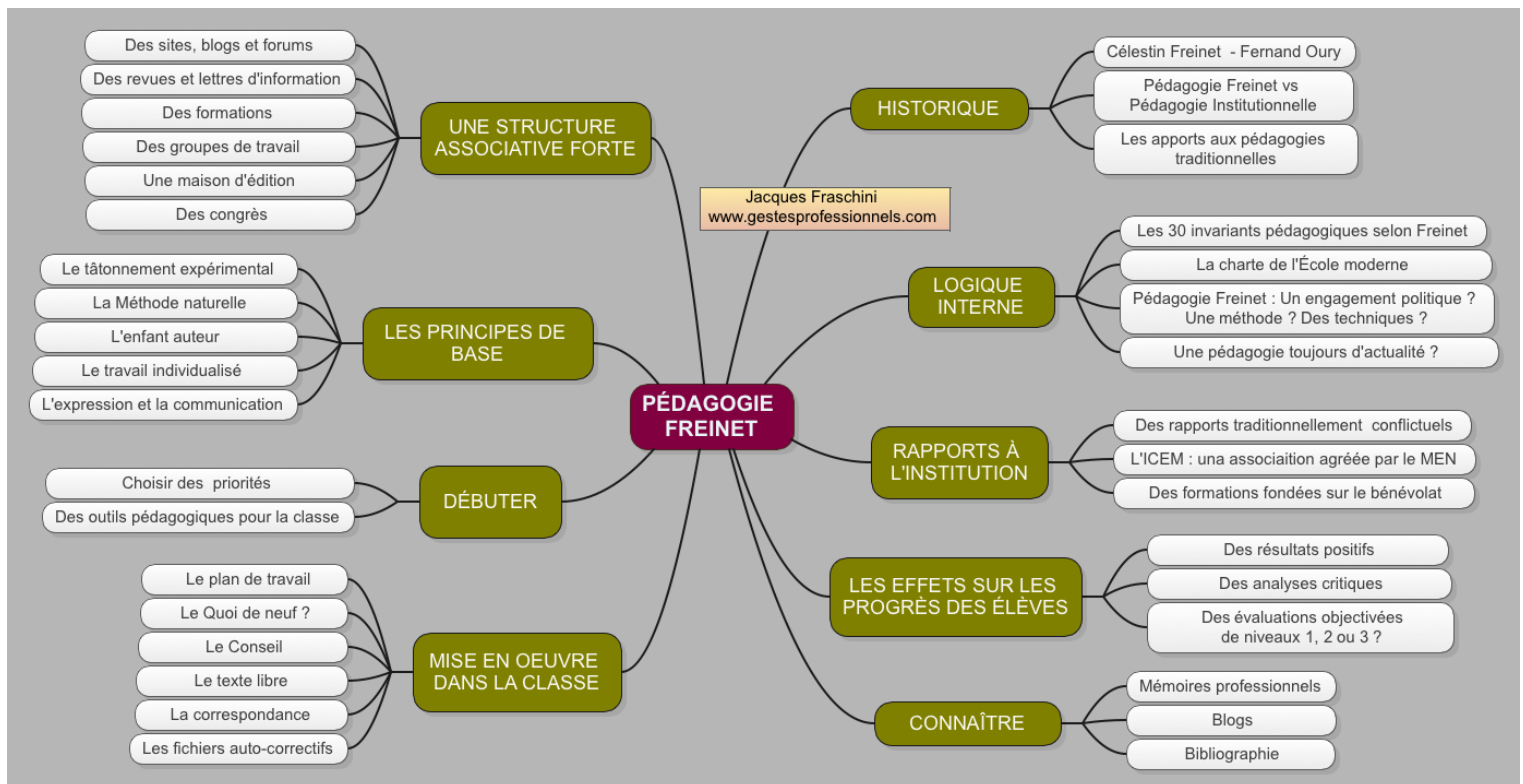 Des sites, blogs et forums
Des revues et lettres d'information
Des formations
Des groupes de travail
Une maison d'édition
Des congrès
UNE STRUCTURE
ASSOCIATIVE FORTE
Le tâtonnement expérimental
La Méthode naturelle
L'enfant auteur
Le travail individualisé
L'expression et la communication
LES PRINCIPES DE
BASE
Choisir des priorités
Des outils pédagogiques pour la classe
DÉBUTER
Le plan de travail
Le Quoi de neuf ?
Le Conseil
Le texte libre
La correspondance
Les fichiers auto-correctifs
MISE EN OEUVRE
DANS LA CLASSE
PÉDAGOGIE
FREINET
Jacques Fraschini
www.gestesprofessionnels.com
HISTORIQUE
Célestin Freinet - Fernand Oury
Pédagogie Freinet vs
Pédagogie Institutionnelle
Les apports aux pédagogies
traditionnelles
LOGIQUE
INTERNE
Les 30 invariants pédagogiques selon Freinet
La charte de l'École moderne
Pédagogie Freinet : Un engagement politique ?
Une méthode ? Des techniques ?
Une pédagogie toujours d'actualité ?
RAPPORTS À
L'INSTITUTION
Des rapports traditionnellement conflictuels
L'ICEM : una associaition agréée par le MEN
Des formations fondées sur le bénévolat
LES EFFETS SUR LES
PROGRÈS DES ÉLÈVES
Des résultats positifs
Des analyses critiques
Des évaluations objectivées
de niveaux 1, 2 ou 3 ?
CONNAÎTRE
Mémoires professionnels
Blogs
Bibliographie